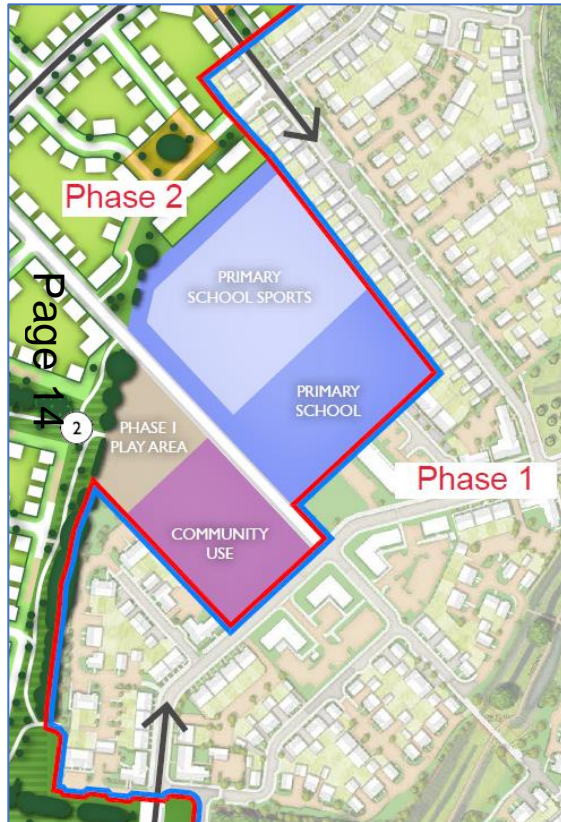 Phase 2
PRIMARY
SCHOOL SPORTS
PRIMARY
SCHOOL
Page 14
2
PHASE 1
PLAY AREA
Phase 1
COMMUNITY
USE